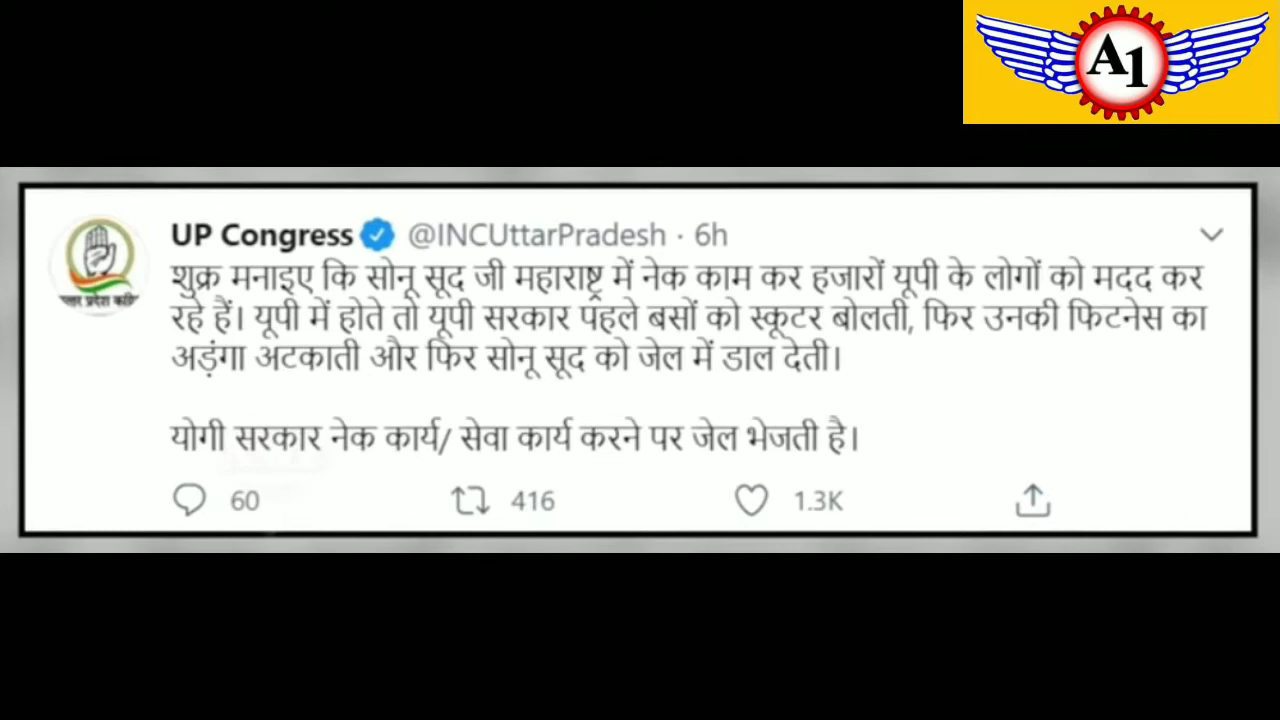 A1
UP Congress @INCUttarPradesh · 6h
शुक्र मनाइए कि सोनू सूद जी महाराष्ट्र में नेक काम कर हजारों यूपी के लोगों को मदद कर
रहे हैं। यूपी में होते तो यूपी सरकार पहले बसों को स्कूटर बोलती, फिर उनकी फिटनेस का
अड़ंगा अटकाती और फिर सोनू सूद को जेल में डाल देती।
योगी सरकार नेक कार्य/ सेवा कार्य करने पर जेल भेजती है।
60 416 1.3K